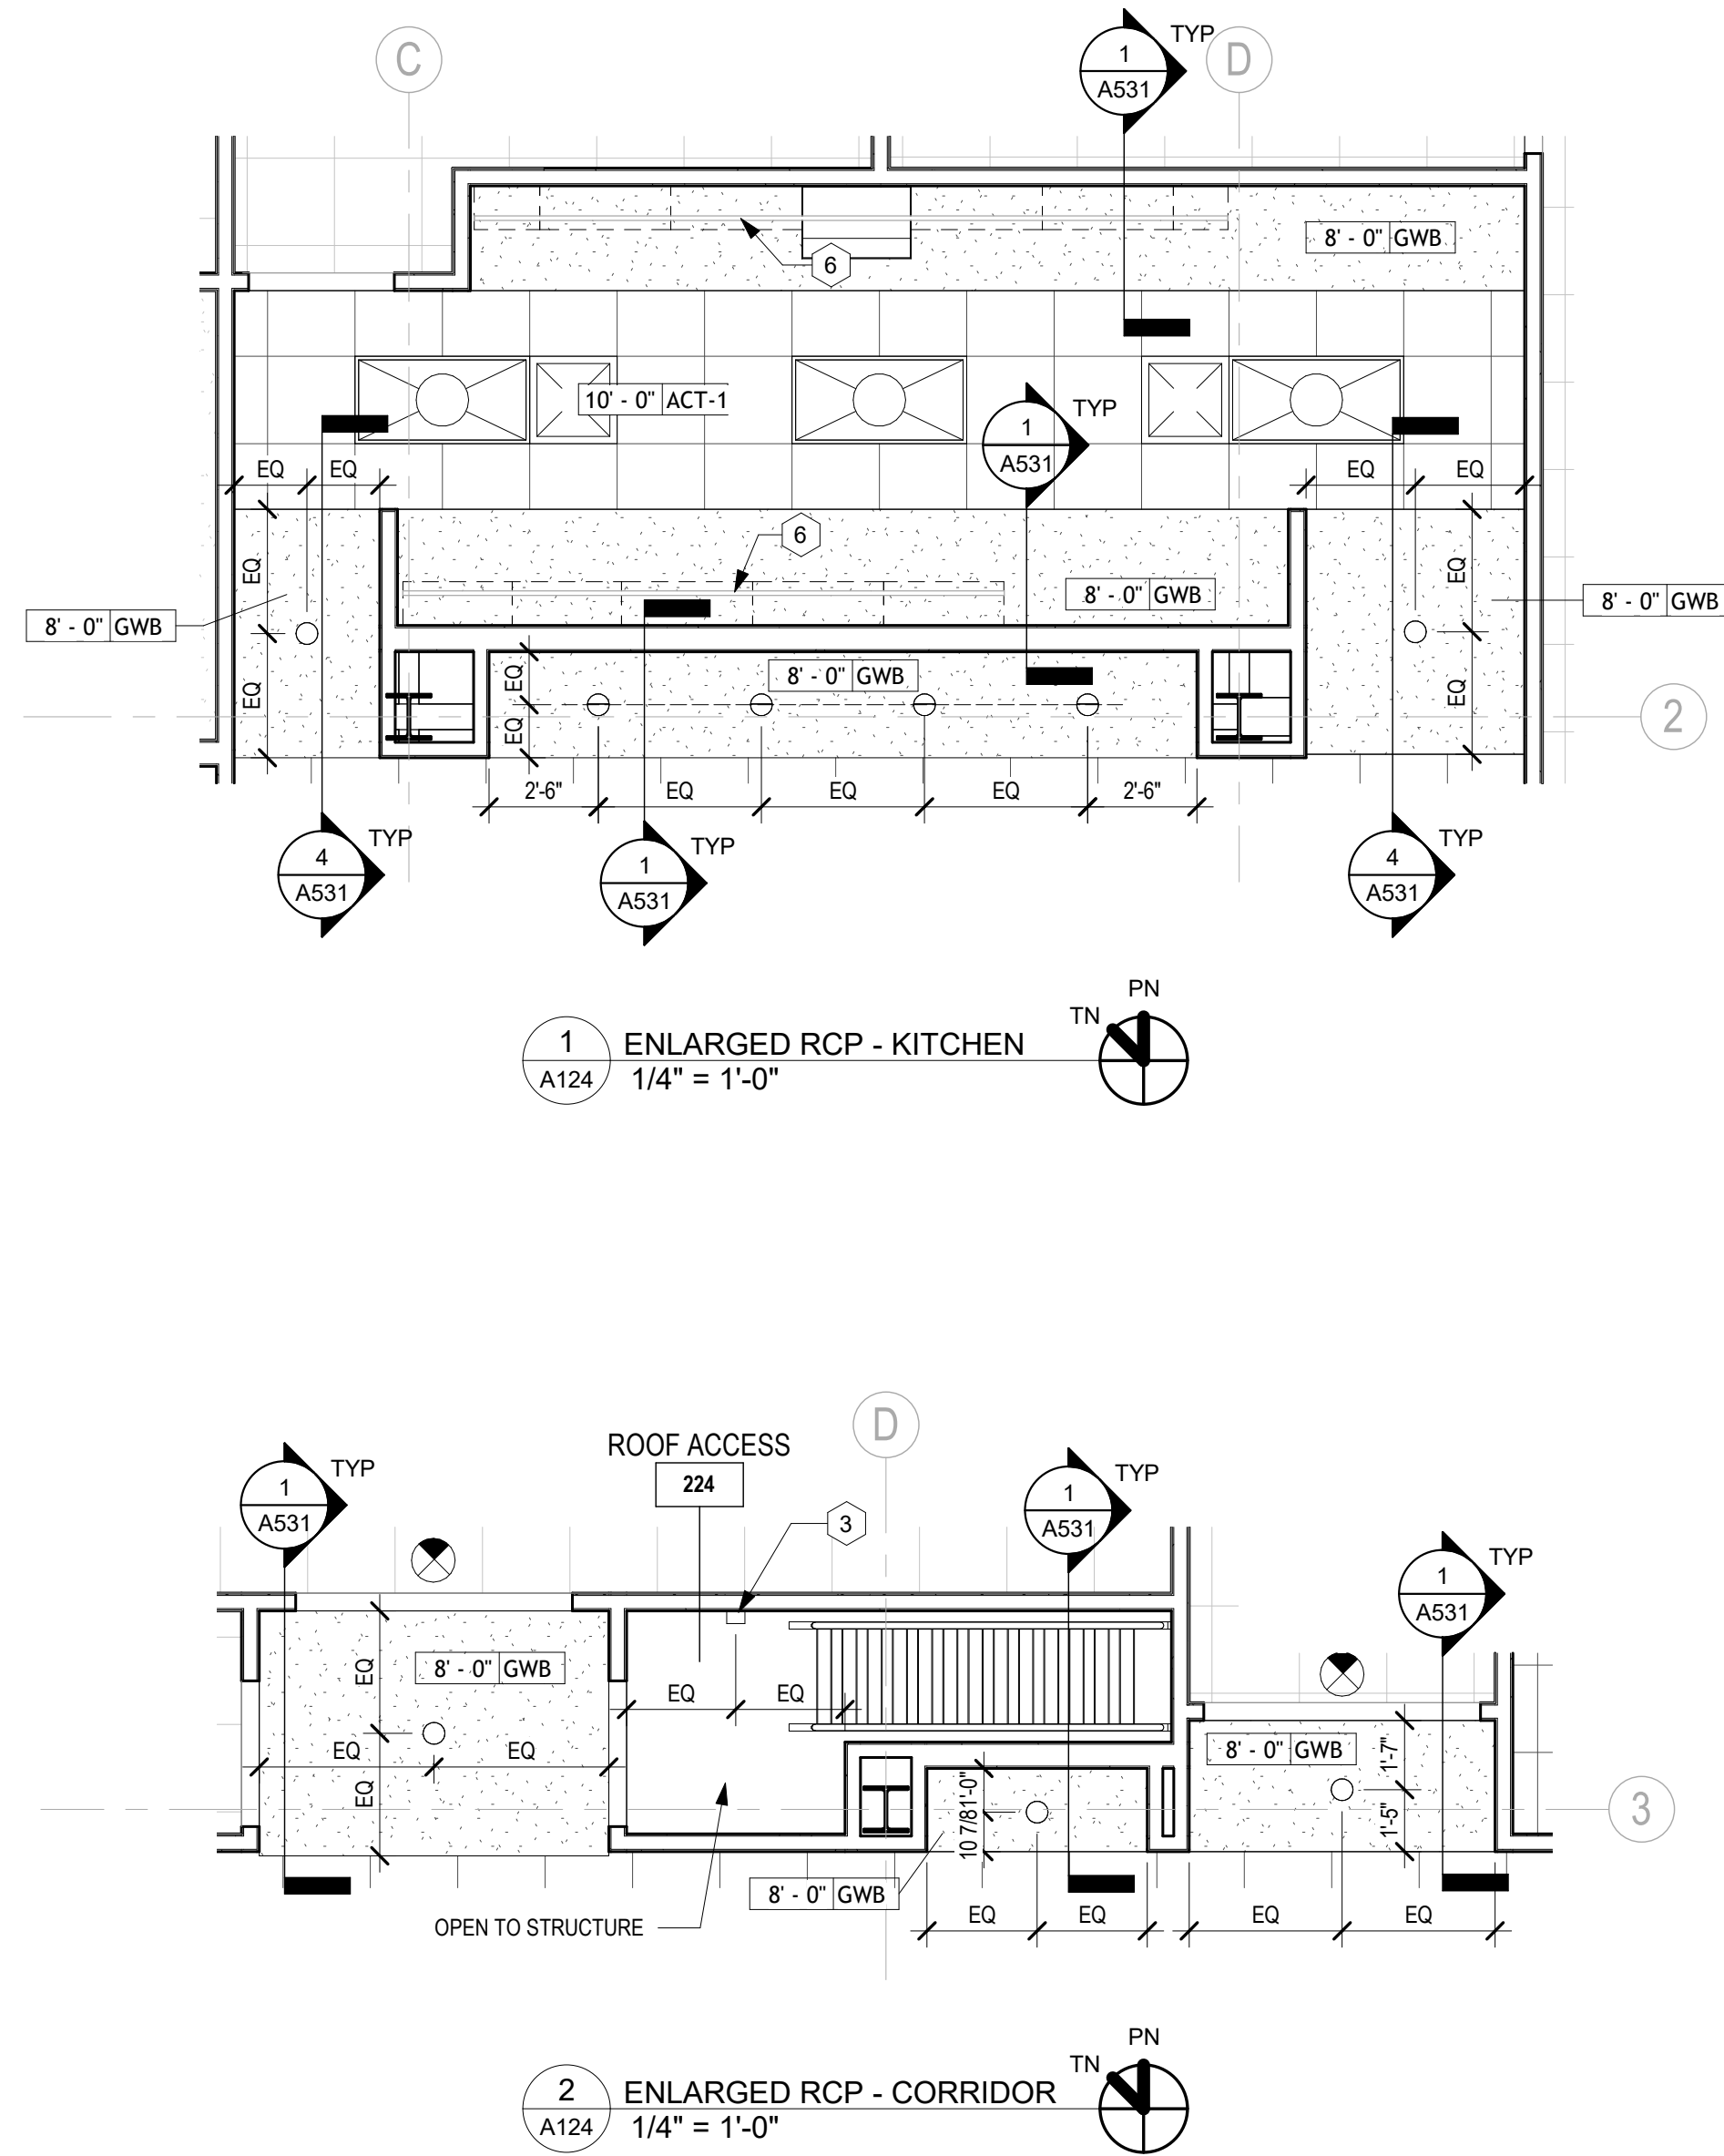 C
1
A531
TYP
D
8' - 0" GWB
6
10' - 0" ACT-1
1
A531
TYP
EQ
EQ
EQ
EQ
6
EQ
EQ
8' - 0" GWB
8' - 0" GWB
8' - 0" GWB
8' - 0" GWB
EQ
EQ
EQ
EQ
2
2'-6"
EQ
EQ
EQ
2'-6"
4
A531
TYP
1
A531
TYP
4
A531
TYP
1
A124
ENLARGED RCP - KITCHEN
1/4" = 1'-0"
TN
PN
D
ROOF ACCESS
224
1
A531
TYP
3
1
A531
TYP
1
A531
TYP
8' - 0" GWB
EQ
EQ
EQ
EQ
EQ
EQ
8' - 0" GWB
1'-7"
1'-5"
10 7/8
1'-0"
3
8' - 0" GWB
OPEN TO STRUCTURE
EQ
EQ
EQ
EQ
2
A124
ENLARGED RCP - CORRIDOR
1/4" = 1'-0"
TN
PN